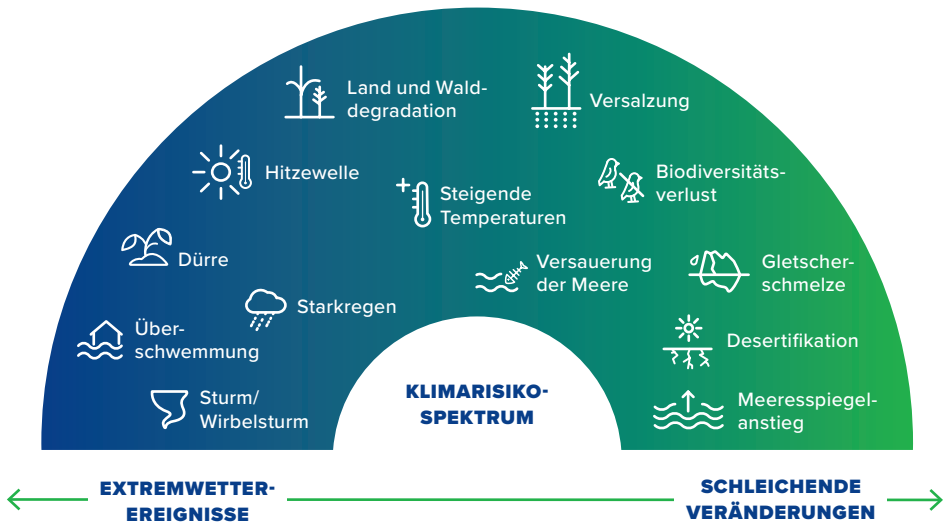 Land und Wald-
degradation
Versalzung
Hitzewelle
Biodiversitäts-
verlust
+
Steigende
Temperaturen
Dürre
Versauerung
der Meere
Gletscher-
schmelze
Starkregen
Über-
schwemmung
Desertifikation
Sturm/
Wirbelsturm
KLIMARISIKO-
SPEKTRUM
Meeresspiegel-
anstieg
EXTREMWETTER-
EREIGNISSE
SCHLEICHENDE
VERÄNDERUNGEN